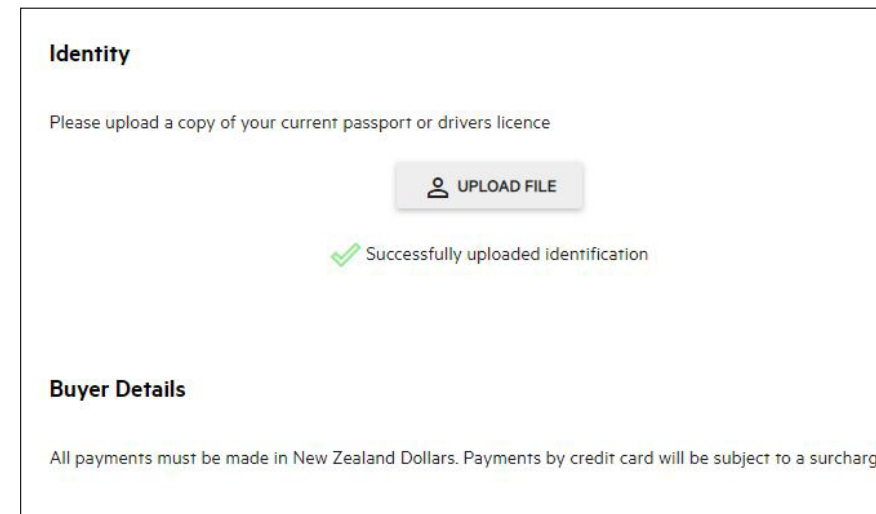 Identity
Please upload a copy of your current passport or drivers licence
UPLOAD FILE
Successfully uploaded identification
Buyer Details
All payments must be made in New Zealand Dollars. Payments by credit card will be subject to a